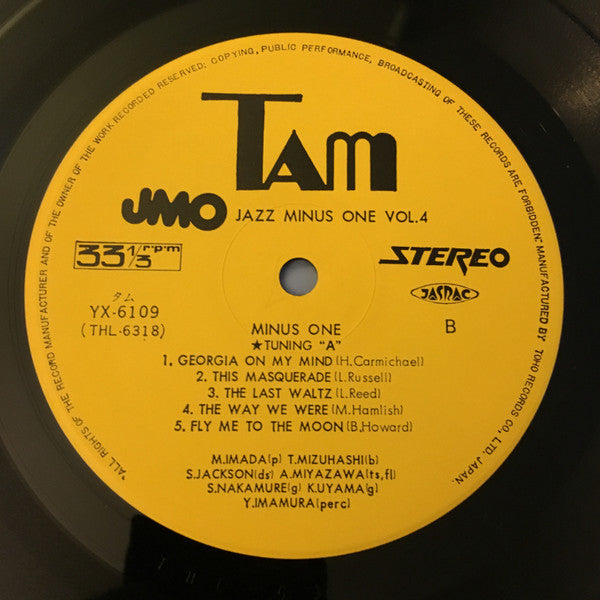 "ALL RIGHTS OF THE RECORD MANUFACTURER AND OF THE OWNER OF THE WORK RECORDED RESERVED; COPYING, PUBLIC PERFORMANCE, BROADCASTING OF THESE RECORDS ARE FORBIDDEN" MANUFACTURED BY TOHO RECORDS CO., LTD. JAPAN.
TAM
JMO JAZZ MINUS ONE VOL.4
33 1/3 r.p.m
STEREO
タム
YX-6109
JASRAC
(THL-6318)
B
MINUS ONE
★TUNING "A"
1. GEORGIA ON MY MIND(H.Carmichael)
2. THIS MASQUERADE(L.Russell)
3. THE LAST WALTZ(L.Reed)
4. THE WAY WE WERE(M.Hamlish)
5. FLY ME TO THE MOON(B.Howard)
M.IMADA(p) T.MIZUHASHI(b)
S.JACKSON(ds) A.MIYAZAWA(ts,fl)
S.NAKAMURE(g) K.UYAMA(g)
Y.IMAMURA(perc)